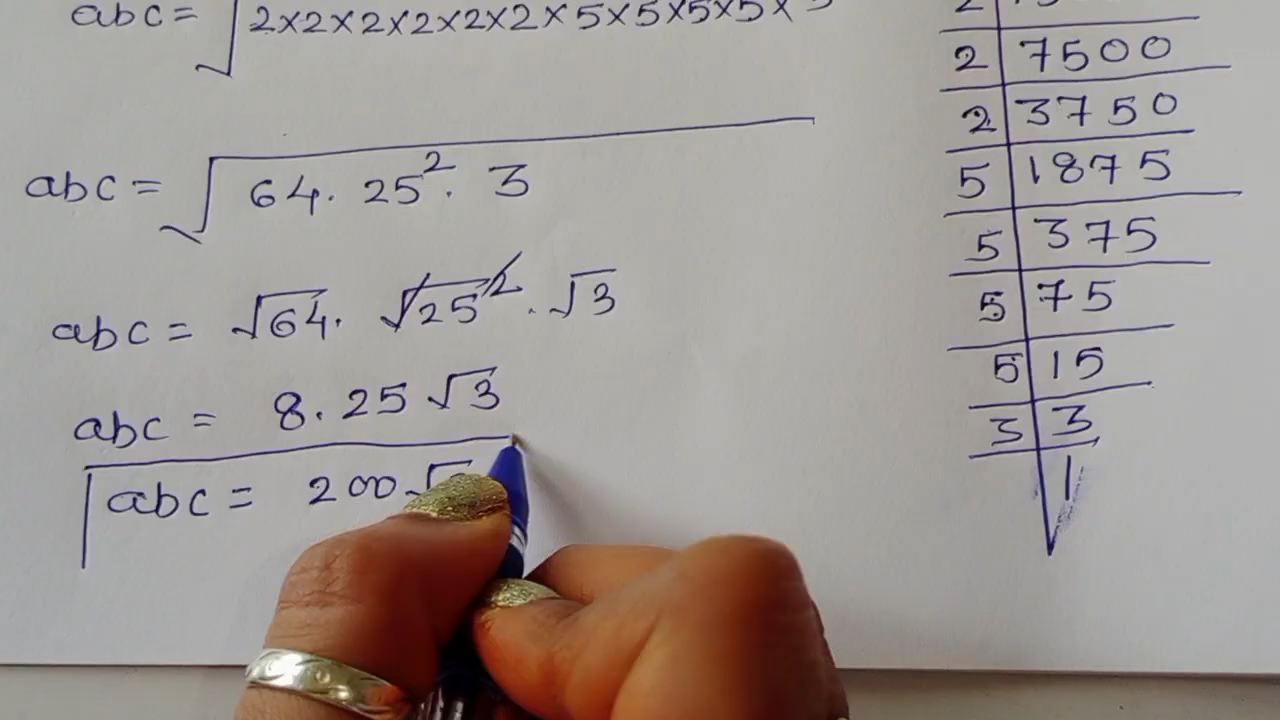 abc = √2×2×2×2×2×2×5×5×5×5×
abc = √64. 25². 3
abc = √64. √25² . √3
abc = 8. 25 √3
abc = 200√
2
2 7500
2 3750
5 1875
5 375
5 75
5 15
3 3
1